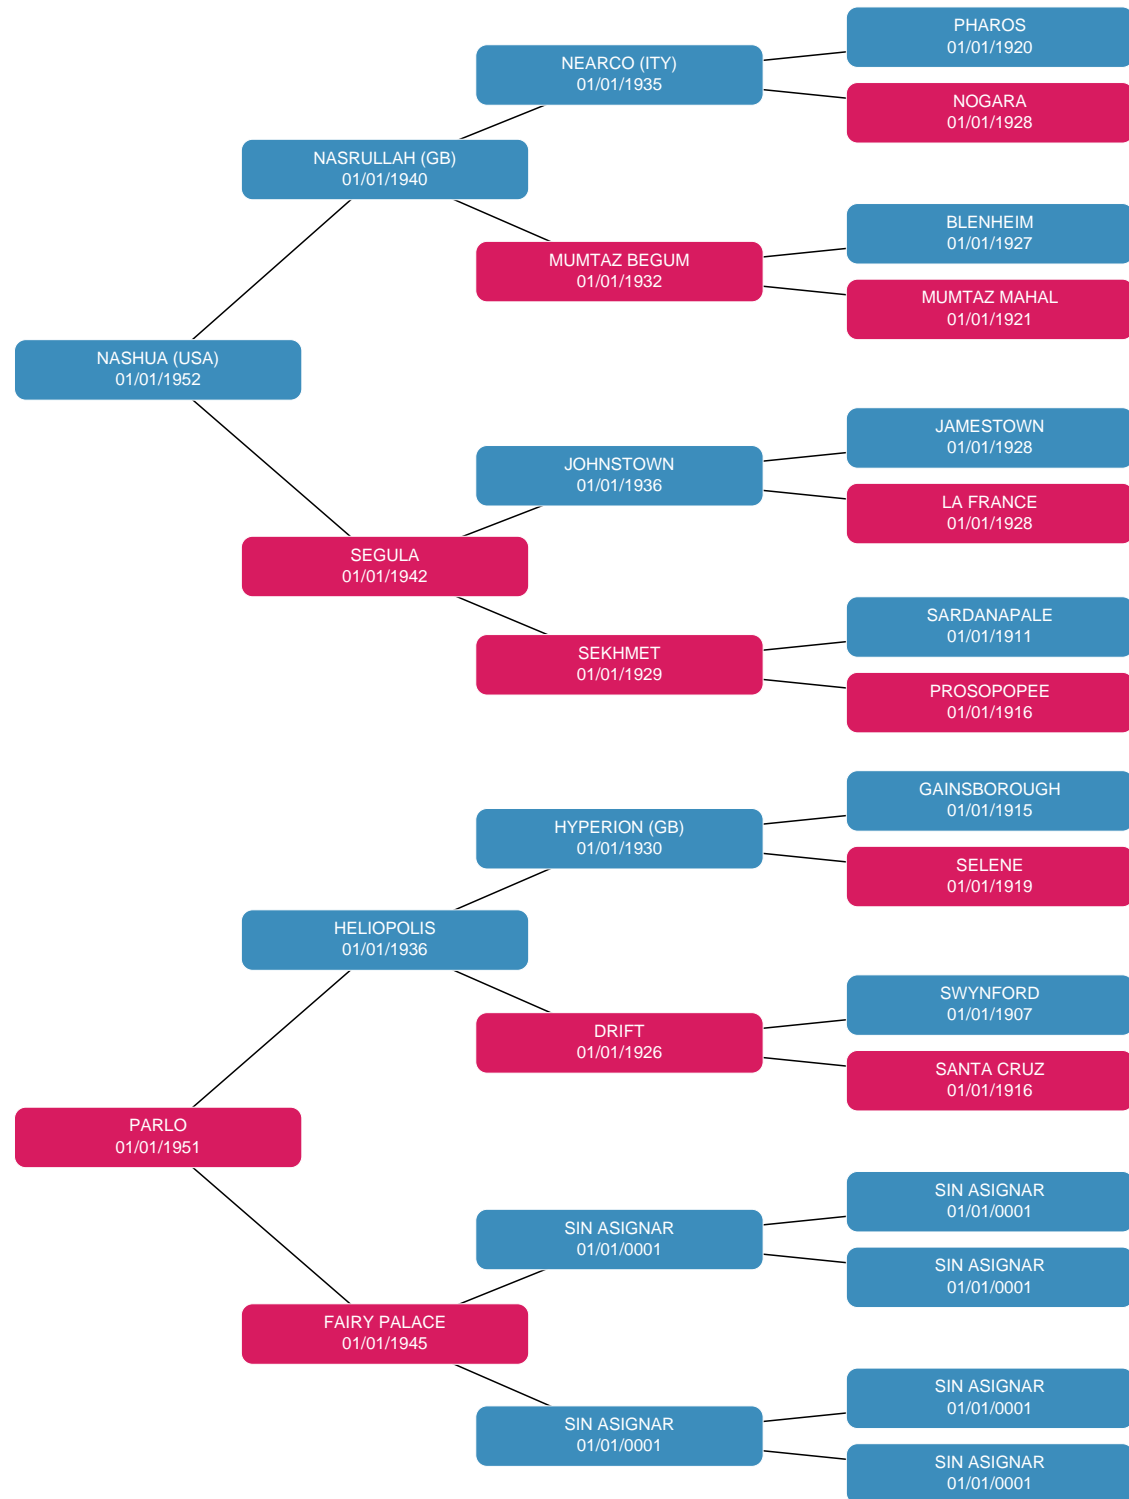 PHAROS
01/01/1920
NEARCO (ITY)
01/01/1935
NOGARA
01/01/1928
NASRULLAH (GB)
01/01/1940
BLENHEIM
01/01/1927
MUMTAZ BEGUM
01/01/1932
MUMTAZ MAHAL
01/01/1921
NASHUA (USA)
01/01/1952
JAMESTOWN
01/01/1928
JOHNSTOWN
01/01/1936
LA FRANCE
01/01/1928
SEGULA
01/01/1942
SARDANAPALE
01/01/1911
SEKHMET
01/01/1929
PROSOPOPEE
01/01/1916
GAINSBOROUGH
01/01/1915
HYPERION (GB)
01/01/1930
SELENE
01/01/1919
HELIOPOLIS
01/01/1936
SWYNFORD
01/01/1907
DRIFT
01/01/1926
SANTA CRUZ
01/01/1916
PARLO
01/01/1951
SIN ASIGNAR
01/01/0001
SIN ASIGNAR
01/01/0001
SIN ASIGNAR
01/01/0001
FAIRY PALACE
01/01/1945
SIN ASIGNAR
01/01/0001
SIN ASIGNAR
01/01/0001
SIN ASIGNAR
01/01/0001